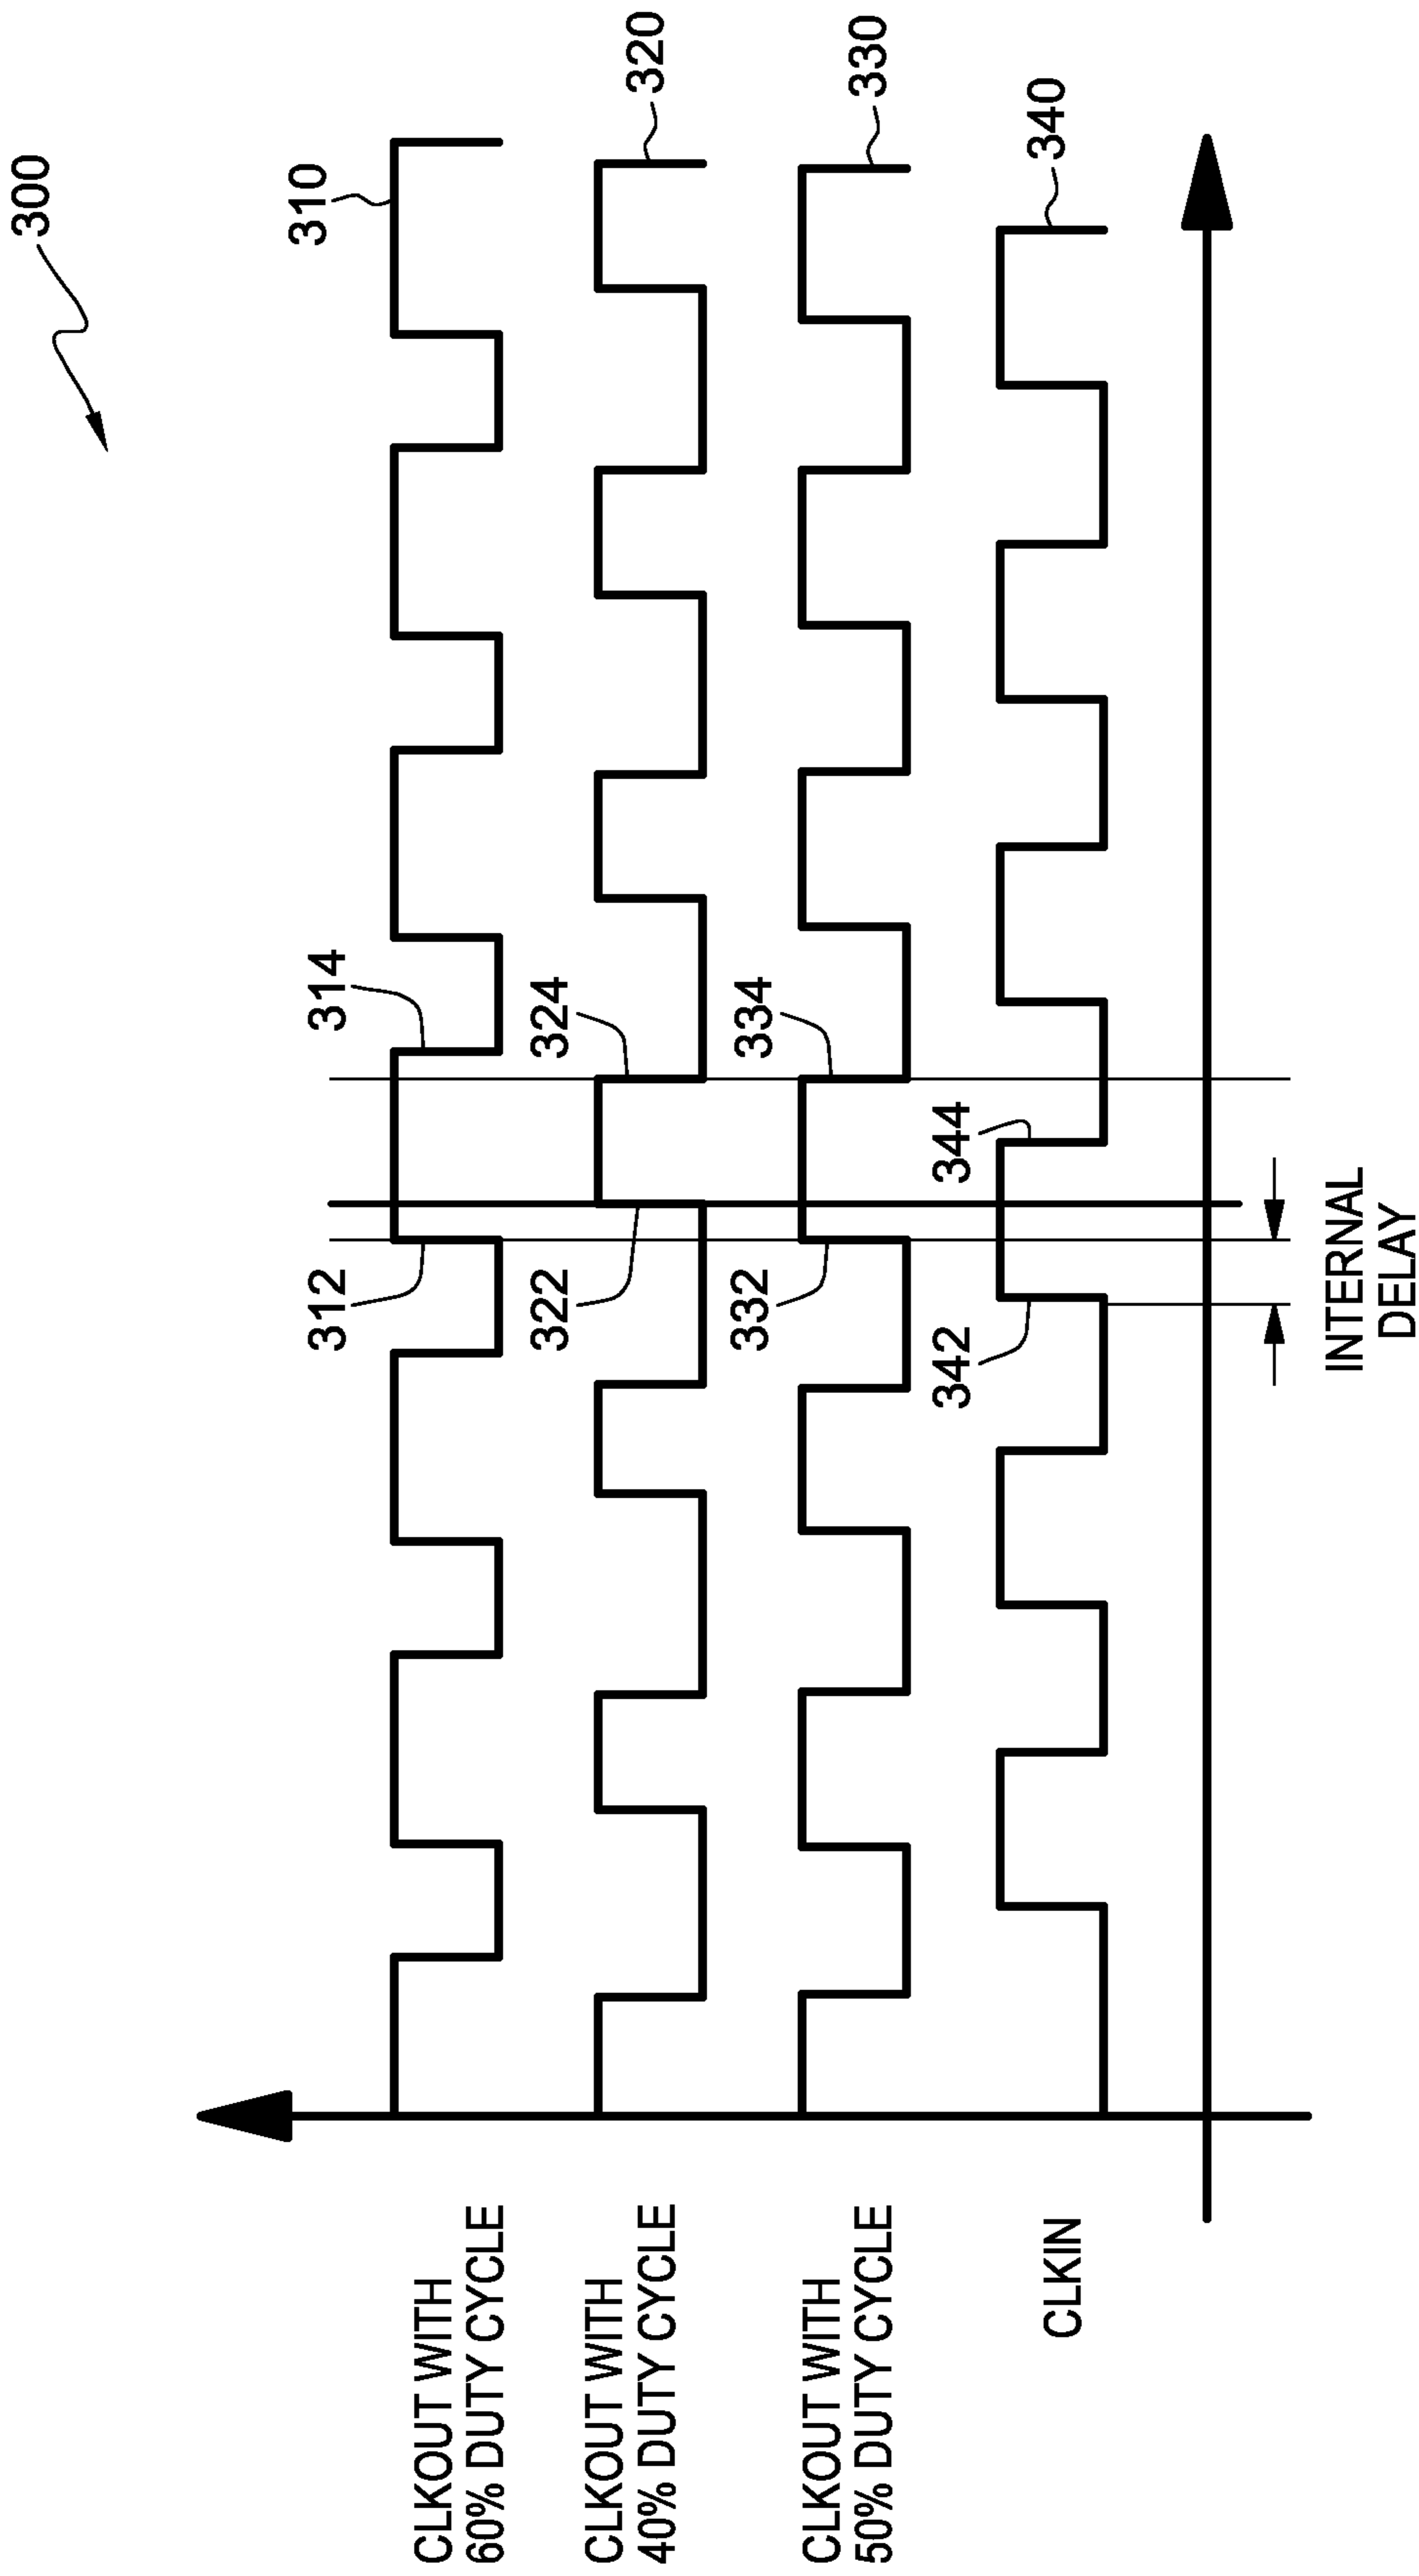 300
310
320
330
340
314
324
334
344
312
322
332
342
CLKOUT WITH
60% DUTY CYCLE
CLKOUT WITH
40% DUTY CYCLE
CLKOUT WITH
50% DUTY CYCLE
CLKIN
INTERNAL
DELAY